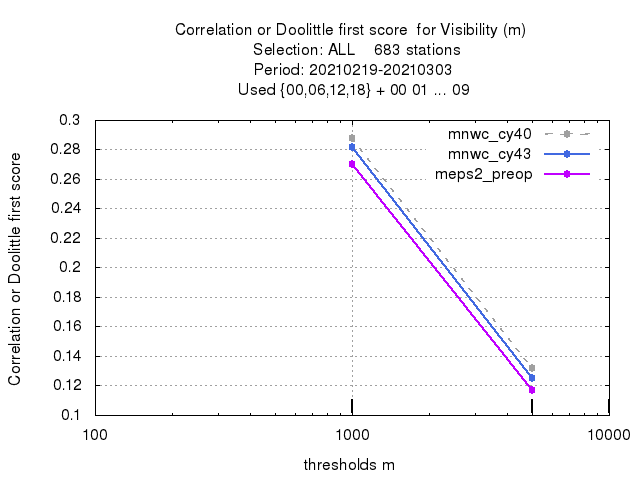 Correlation or Doolittle first score  for Visibility (m)
Selection: ALL    683 stations
Period: 20210219-20210303
Used {00,06,12,18} + 00 01 ... 09
mnwc_cy40
mnwc_cy43
meps2_preop
Correlation or Doolittle first score
0.3
0.28
0.26
0.24
0.22
0.2
0.18
0.16
0.14
0.12
0.1
100
1000
10000
thresholds m